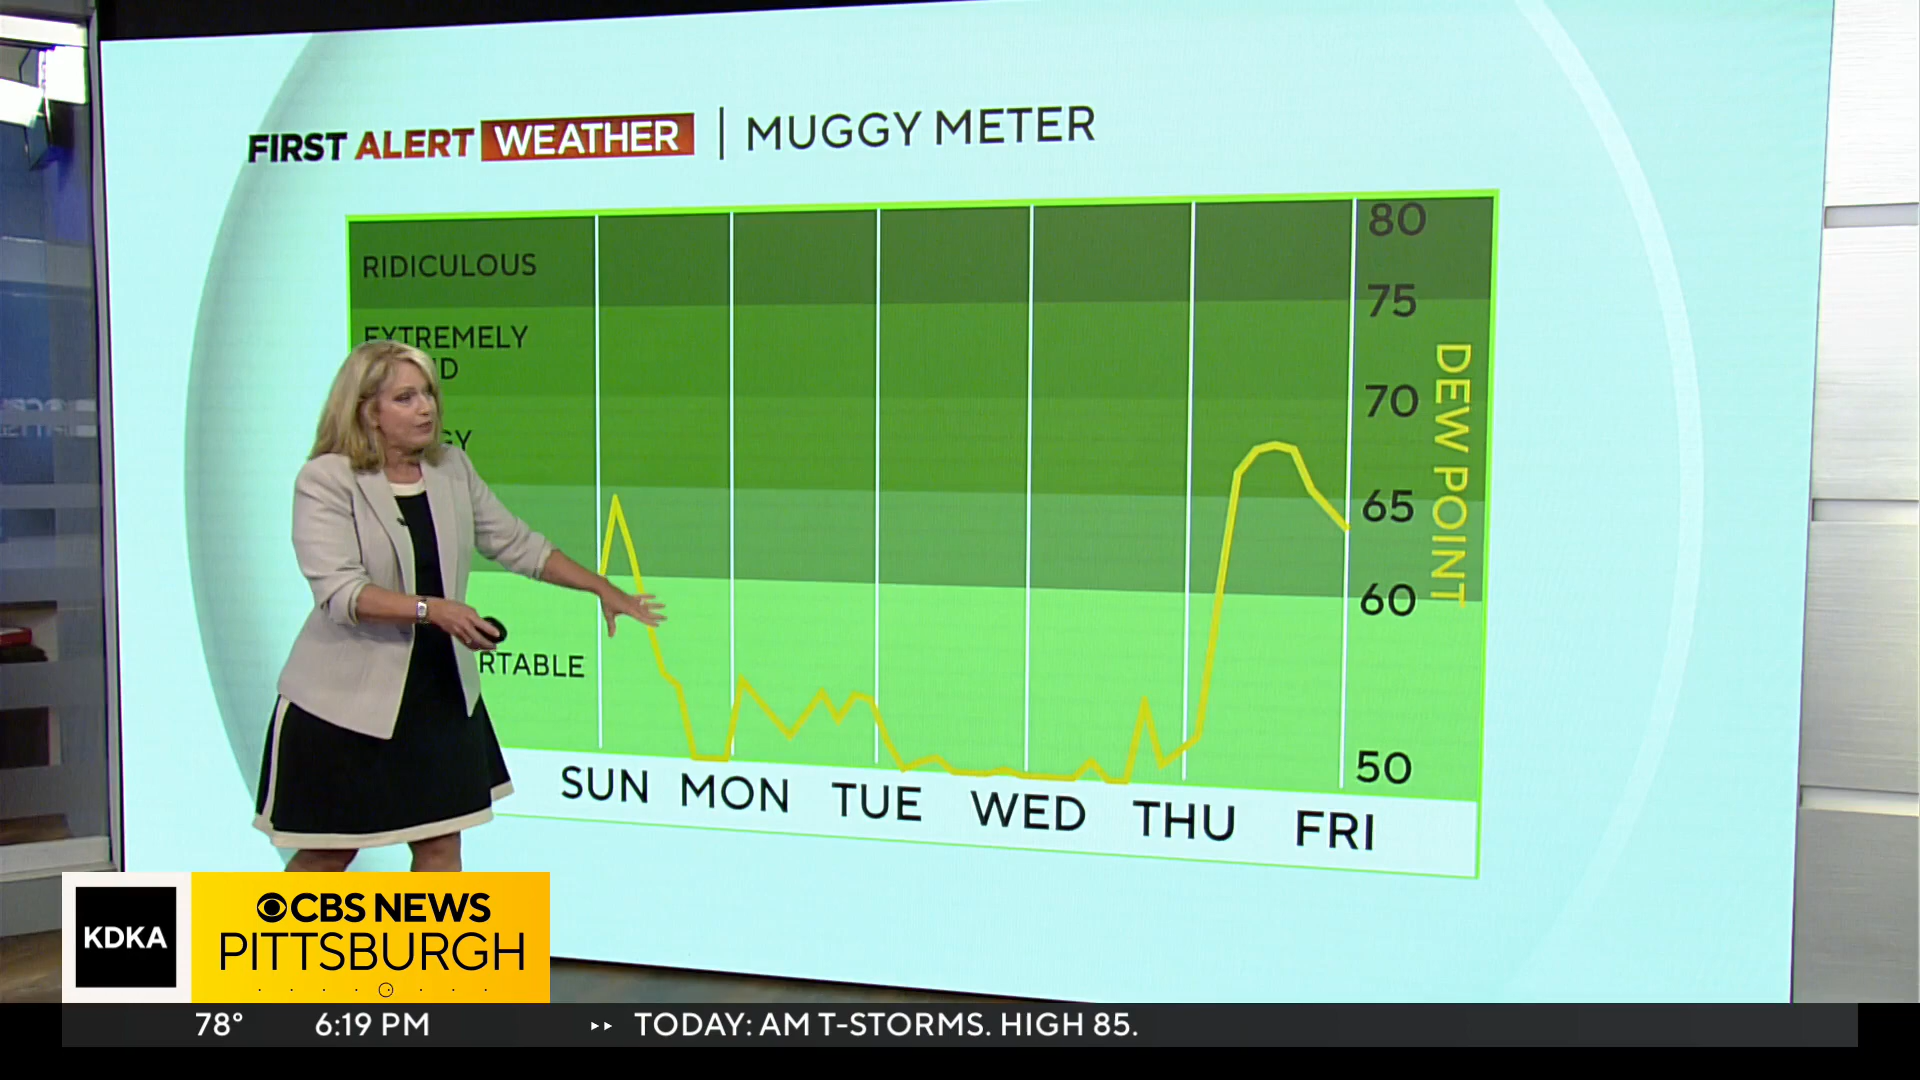 FIRST ALERT WEATHER | MUGGY METER
RIDICULOUS
EXTREMELY
80
75
70
65
60
50
DEW POINT
SUN MON TUE WED THU FRI
KDKA
CBS NEWS
PITTSBURGH
78° 6:19 PM TODAY: AM T-STORMS. HIGH 85.